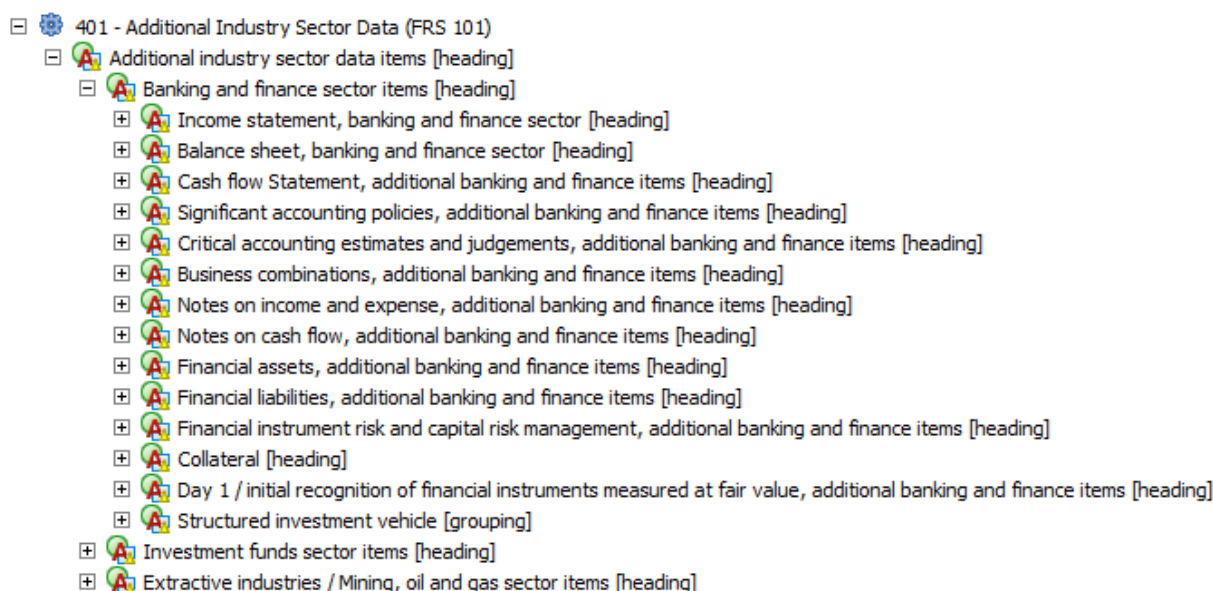 401 - Additional Industry Sector Data (FRS 101)
Additional industry sector data items [heading]
Banking and finance sector items [heading]
Income statement, banking and finance sector [heading]
Balance sheet, banking and finance sector [heading]
Cash flow Statement, additional banking and finance items [heading]
Significant accounting policies, additional banking and finance items [heading]
Critical accounting estimates and judgements, additional banking and finance items [heading]
Business combinations, additional banking and finance items [heading]
Notes on income and expense, additional banking and finance items [heading]
Notes on cash flow, additional banking and finance items [heading]
Financial assets, additional banking and finance items [heading]
Financial liabilities, additional banking and finance items [heading]
Financial instrument risk and capital risk management, additional banking and finance items [heading]
Collateral [heading]
Day 1 / initial recognition of financial instruments measured at fair value, additional banking and finance items [heading]
Structured investment vehicle [grouping]
Investment funds sector items [heading]
Extractive industries / Mining, oil and gas sector items [heading]